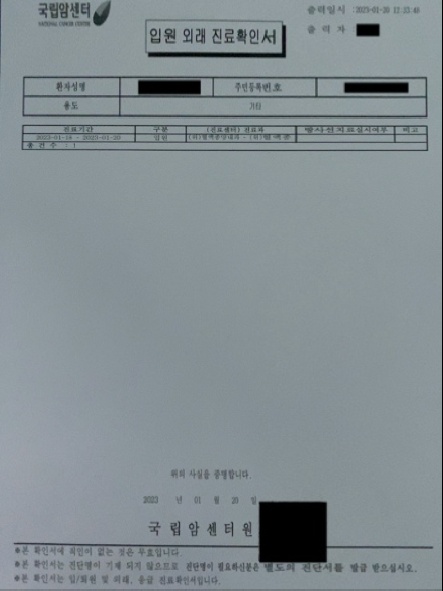 국립암센터
NATIONAL CANCER CENTER
출력일시 : 2023-01-20 12:23:46
출 력 자
입원 외래 진료확인서
환자성명 주민등록번호
용도 기타
진료기간 구분 (진료센터) 진료과 방사선치료실시여부 비고
2023-01-16 - 2023-01-20 입원
총 건 수 : 1
위의 사실을 증명합니다.
2023 년 01 월 20 일
국 립 암 센 터 원
※본 확인서에 직인이 없는 것은 무효입니다.
※본 확인서는 진단명이 기재 되지 않으므로 진단명이 필요하신분은 별도의 진단서를 발급 받으십시오.
※본 확인서는 입/퇴원 및 외래, 응급 진료확인서입니다.